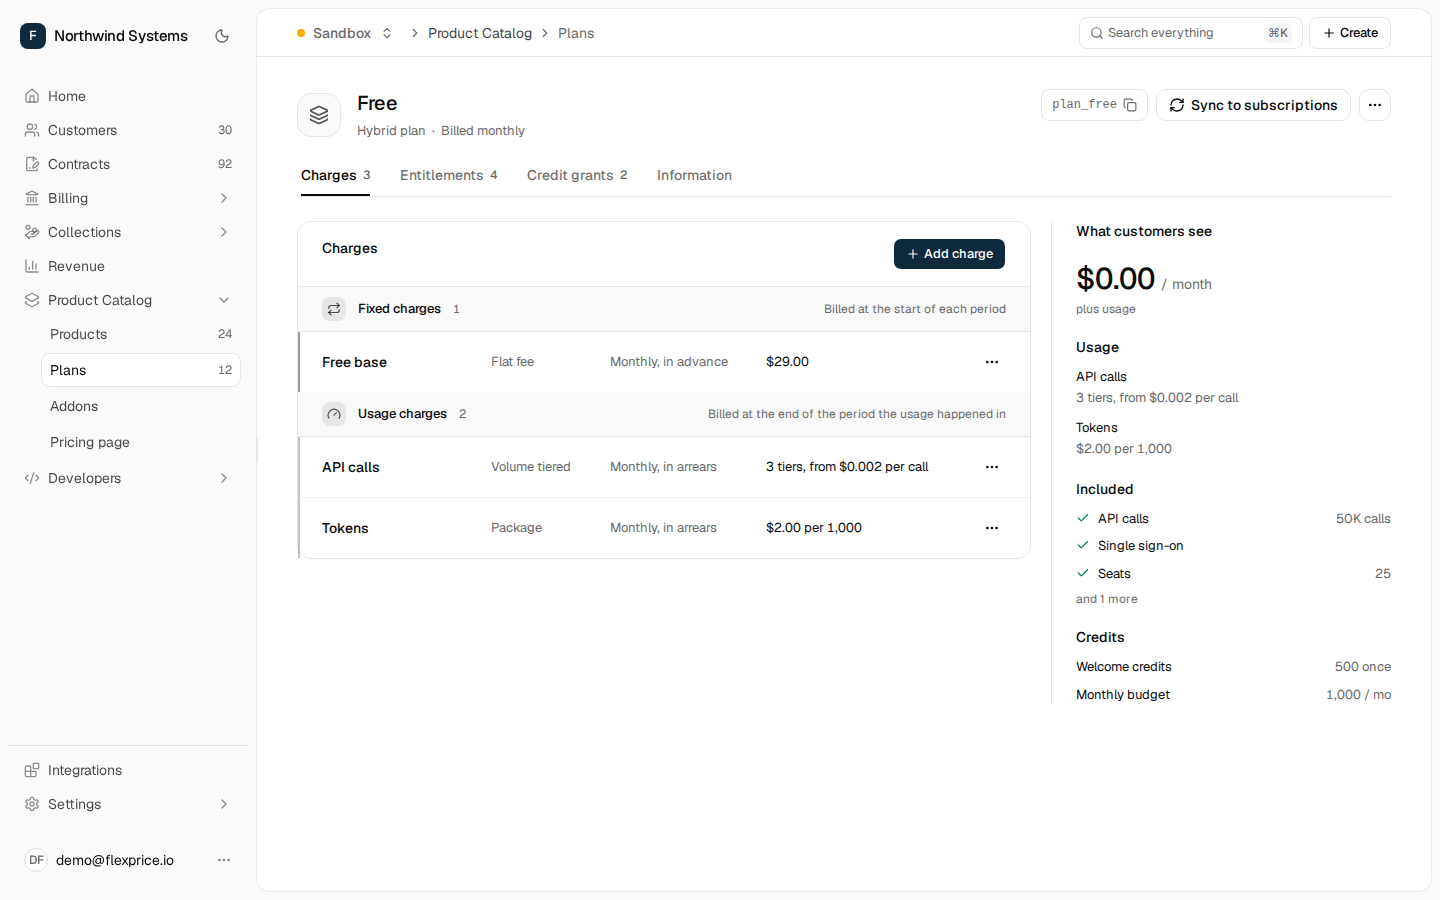 F Northwind Systems
Home
Customers 30
Contracts 92
Billing
Collections
Revenue
Product Catalog
Products 24
Plans 12
Addons
Pricing page
Developers
Integrations
Settings
DF demo@flexprice.io
Sandbox Product Catalog Plans
Search everything ⌘K
Create
Free
Hybrid plan · Billed monthly
plan_free
Sync to subscriptions
Charges 3 Entitlements 4 Credit grants 2 Information
Charges
Add charge
Fixed charges 1 Billed at the start of each period
Free base Flat fee Monthly, in advance $29.00
Usage charges 2 Billed at the end of the period the usage happened in
API calls Volume tiered Monthly, in arrears 3 tiers, from $0.002 per call
Tokens Package Monthly, in arrears $2.00 per 1,000
What customers see
$0.00 / month
plus usage
Usage
API calls
3 tiers, from $0.002 per call
Tokens
$2.00 per 1,000
Included
API calls 50K calls
Single sign-on
Seats 25
and 1 more
Credits
Welcome credits 500 once
Monthly budget 1,000 / mo